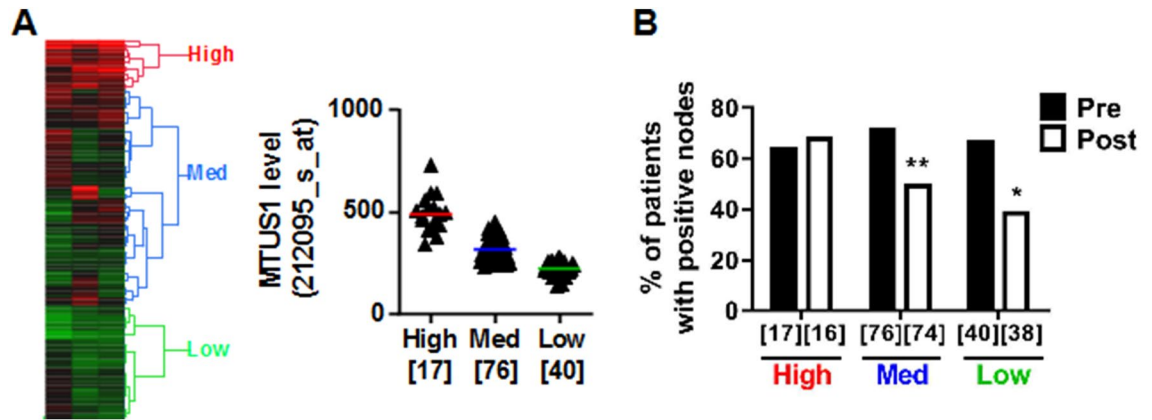 A
High
Med
Low
MTUS1 level
(212095_s_at)
1000
500
0
High Med Low
[17] [76] [40]
B
% of patients
with positive nodes
80
60
40
20
0
Pre
Post
**
*
[17][16] [76][74] [40][38]
High Med Low